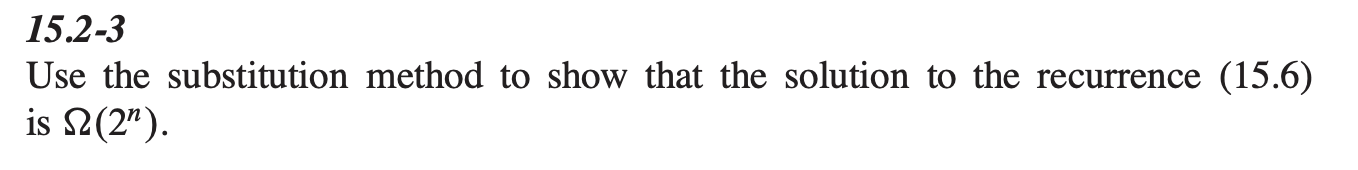 15.2-3
Use the substitution method to show that the solution to the recurrence (15.6)
is Ω(2ⁿ).